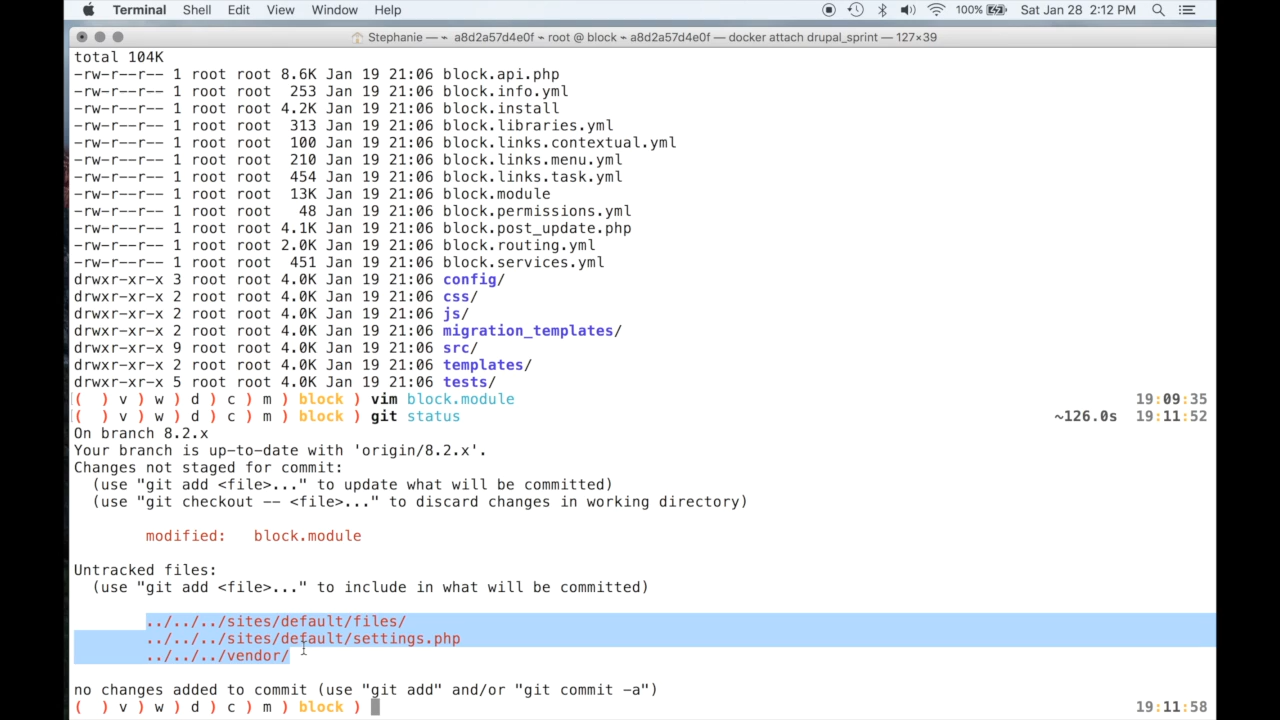 Terminal Shell Edit View Window Help 100% Sat Jan 28 2:12 PM
Stephanie — ⌁ a8d2a57d4e0f ⌁ root @ block ⌁ a8d2a57d4e0f — docker attach drupal_sprint — 127×39
total 104K
-rw-r--r-- 1 root root 8.6K Jan 19 21:06 block.api.php
-rw-r--r-- 1 root root  253 Jan 19 21:06 block.info.yml
-rw-r--r-- 1 root root 4.2K Jan 19 21:06 block.install
-rw-r--r-- 1 root root  313 Jan 19 21:06 block.libraries.yml
-rw-r--r-- 1 root root  100 Jan 19 21:06 block.links.contextual.yml
-rw-r--r-- 1 root root  210 Jan 19 21:06 block.links.menu.yml
-rw-r--r-- 1 root root  454 Jan 19 21:06 block.links.task.yml
-rw-r--r-- 1 root root  13K Jan 19 21:06 block.module
-rw-r--r-- 1 root root   48 Jan 19 21:06 block.permissions.yml
-rw-r--r-- 1 root root 4.1K Jan 19 21:06 block.post_update.php
-rw-r--r-- 1 root root 2.0K Jan 19 21:06 block.routing.yml
-rw-r--r-- 1 root root  451 Jan 19 21:06 block.services.yml
drwxr-xr-x 3 root root 4.0K Jan 19 21:06 config/
drwxr-xr-x 2 root root 4.0K Jan 19 21:06 css/
drwxr-xr-x 2 root root 4.0K Jan 19 21:06 js/
drwxr-xr-x 2 root root 4.0K Jan 19 21:06 migration_templates/
drwxr-xr-x 9 root root 4.0K Jan 19 21:06 src/
drwxr-xr-x 2 root root 4.0K Jan 19 21:06 templates/
drwxr-xr-x 5 root root 4.0K Jan 19 21:06 tests/
(  ) v ) w ) d ) c ) m ) block ) vim block.module 19:09:35
(  ) v ) w ) d ) c ) m ) block ) git status ~126.0s 19:11:52
On branch 8.2.x
Your branch is up-to-date with 'origin/8.2.x'.
Changes not staged for commit:
(use "git add <file>..." to update what will be committed)
(use "git checkout -- <file>..." to discard changes in working directory)
modified:   block.module
Untracked files:
(use "git add <file>..." to include in what will be committed)
../../../sites/default/files/
../../../sites/default/settings.php
../../../vendor/
no changes added to commit (use "git add" and/or "git commit -a")
(  ) v ) w ) d ) c ) m ) block ) 19:11:58